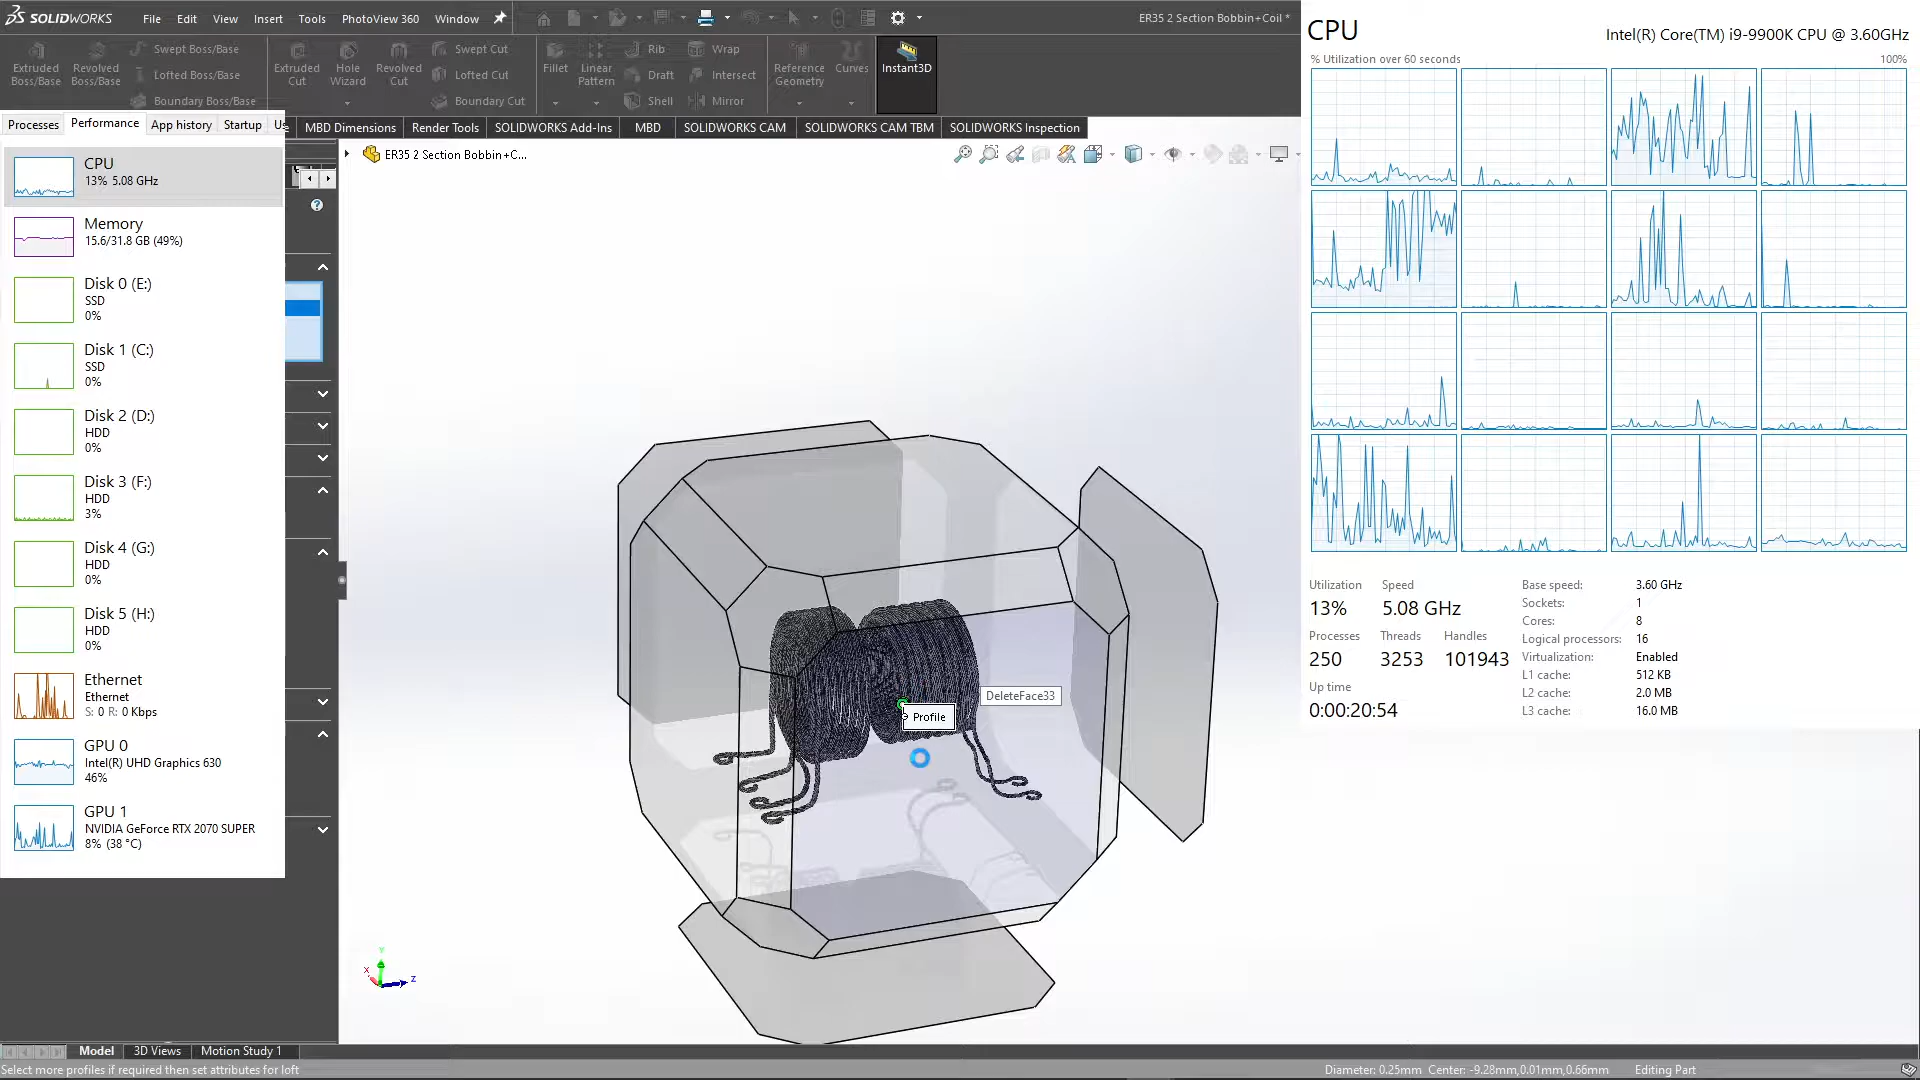 SOLIDWORKS File Edit View Insert Tools PhotoView 360 Window
ER35 2 Section Bobbin+Coil *
Extruded Boss/Base
Revolved Boss/Base
Swept Boss/Base
Lofted Boss/Base
Boundary Boss/Base
Extruded Cut
Hole Wizard
Revolved Cut
Swept Cut
Lofted Cut
Boundary Cut
Fillet
Linear Pattern
Rib
Draft
Shell
Wrap
Intersect
Mirror
Reference Geometry
Curves
Instant3D
Processes Performance App history Startup Us
MBD Dimensions Render Tools SOLIDWORKS Add-Ins MBD SOLIDWORKS CAM SOLIDWORKS CAM TBM SOLIDWORKS Inspection
ER35 2 Section Bobbin+C...
CPU
13% 5.08 GHz
Memory
15.6/31.8 GB (49%)
Disk 0 (E:)
SSD
0%
Disk 1 (C:)
SSD
0%
Disk 2 (D:)
HDD
0%
Disk 3 (F:)
HDD
3%
Disk 4 (G:)
HDD
0%
Disk 5 (H:)
HDD
0%
Ethernet
Ethernet
S: 0 R: 0 Kbps
GPU 0
Intel(R) UHD Graphics 630
46%
GPU 1
NVIDIA GeForce RTX 2070 SUPER
8% (38 °C)
DeleteFace33
Profile
Y
X
Z
CPU
Intel(R) Core(TM) i9-9900K CPU @ 3.60GHz
% Utilization over 60 seconds
100%
Utilization Speed
13% 5.08 GHz
Processes Threads Handles
250 3253 101943
Up time
0:00:20:54
Base speed: 3.60 GHz
Sockets: 1
Cores: 8
Logical processors: 16
Virtualization: Enabled
L1 cache: 512 KB
L2 cache: 2.0 MB
L3 cache: 16.0 MB
Model 3D Views Motion Study 1
Select more profiles if required then set attributes for loft
Diameter: 0.25mm Center: -9.28mm,0.01mm,0.66mm Editing Part